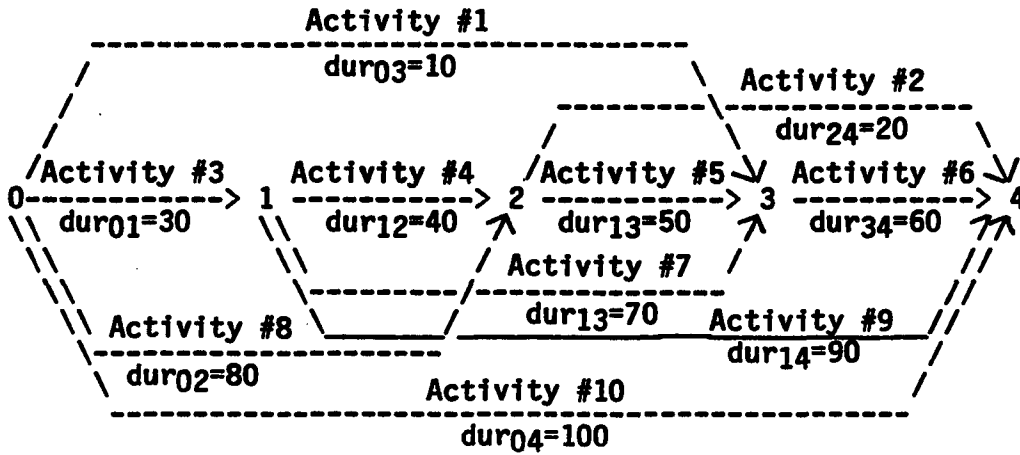 Activity #1
dur03=10
Activity #2
dur24=20
Activity #3 Activity #4 Activity #5 Activity #6
0 1 2 3 4
dur01=30 dur12=40 dur13=50 dur34=60
Activity #7
dur13=70
Activity #8 Activity #9
dur02=80 dur14=90
Activity #10
dur04=100